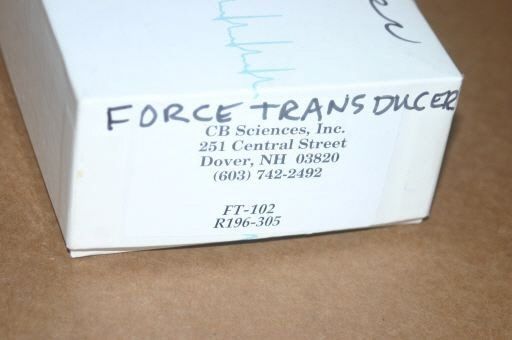 FORCE TRANSDUCER
CB Sciences, Inc.
251 Central Street
Dover, NH 03820
(603) 742-2492
FT-102
R196-305